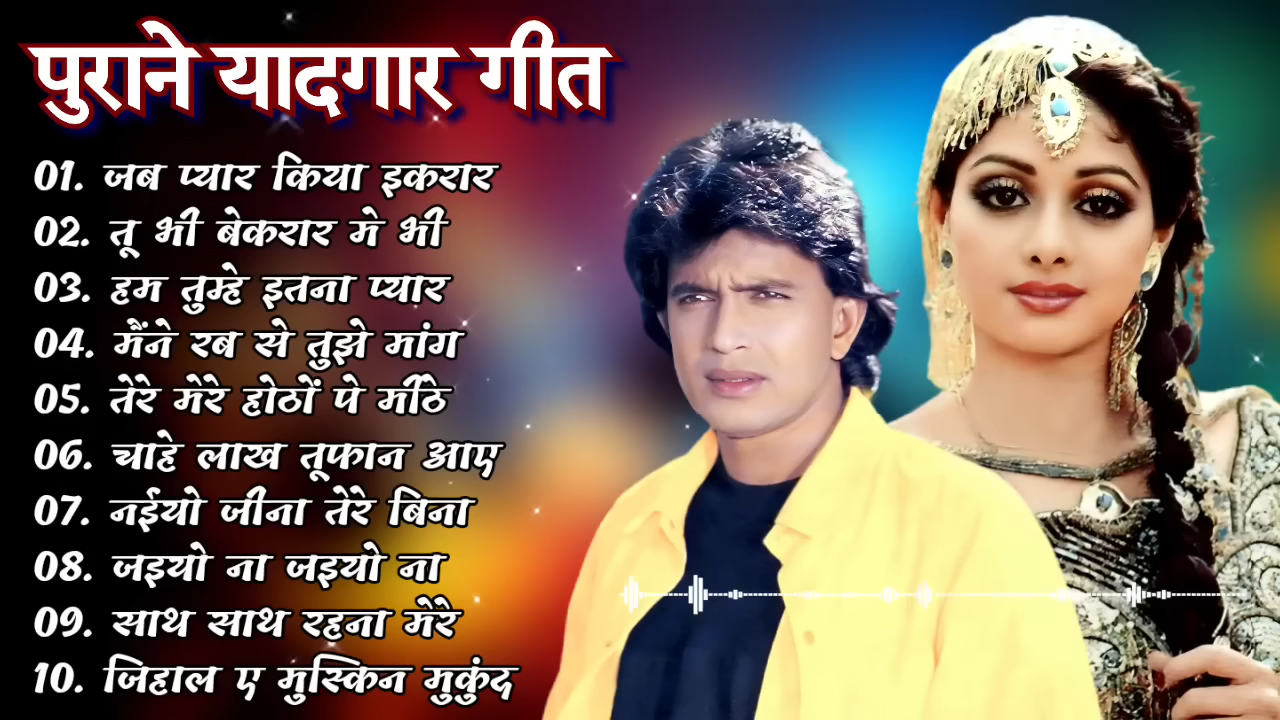 पुराने यादगार गीत
01. जब प्यार किया इकरार
02. तू भी बेकरार मे भी
03. हम तुम्हे इतना प्यार
04. मैंने रब से तुझे मांग
05. तेरे मेरे होठों पे मीठे
06. चाहे लाख तूफान आए
07. नईयो जीना तेरे बिना
08. जइयो ना जइयो ना
09. साथ साथ रहना मेरे
10. जिहाल ए मुस्किन मुकुंद